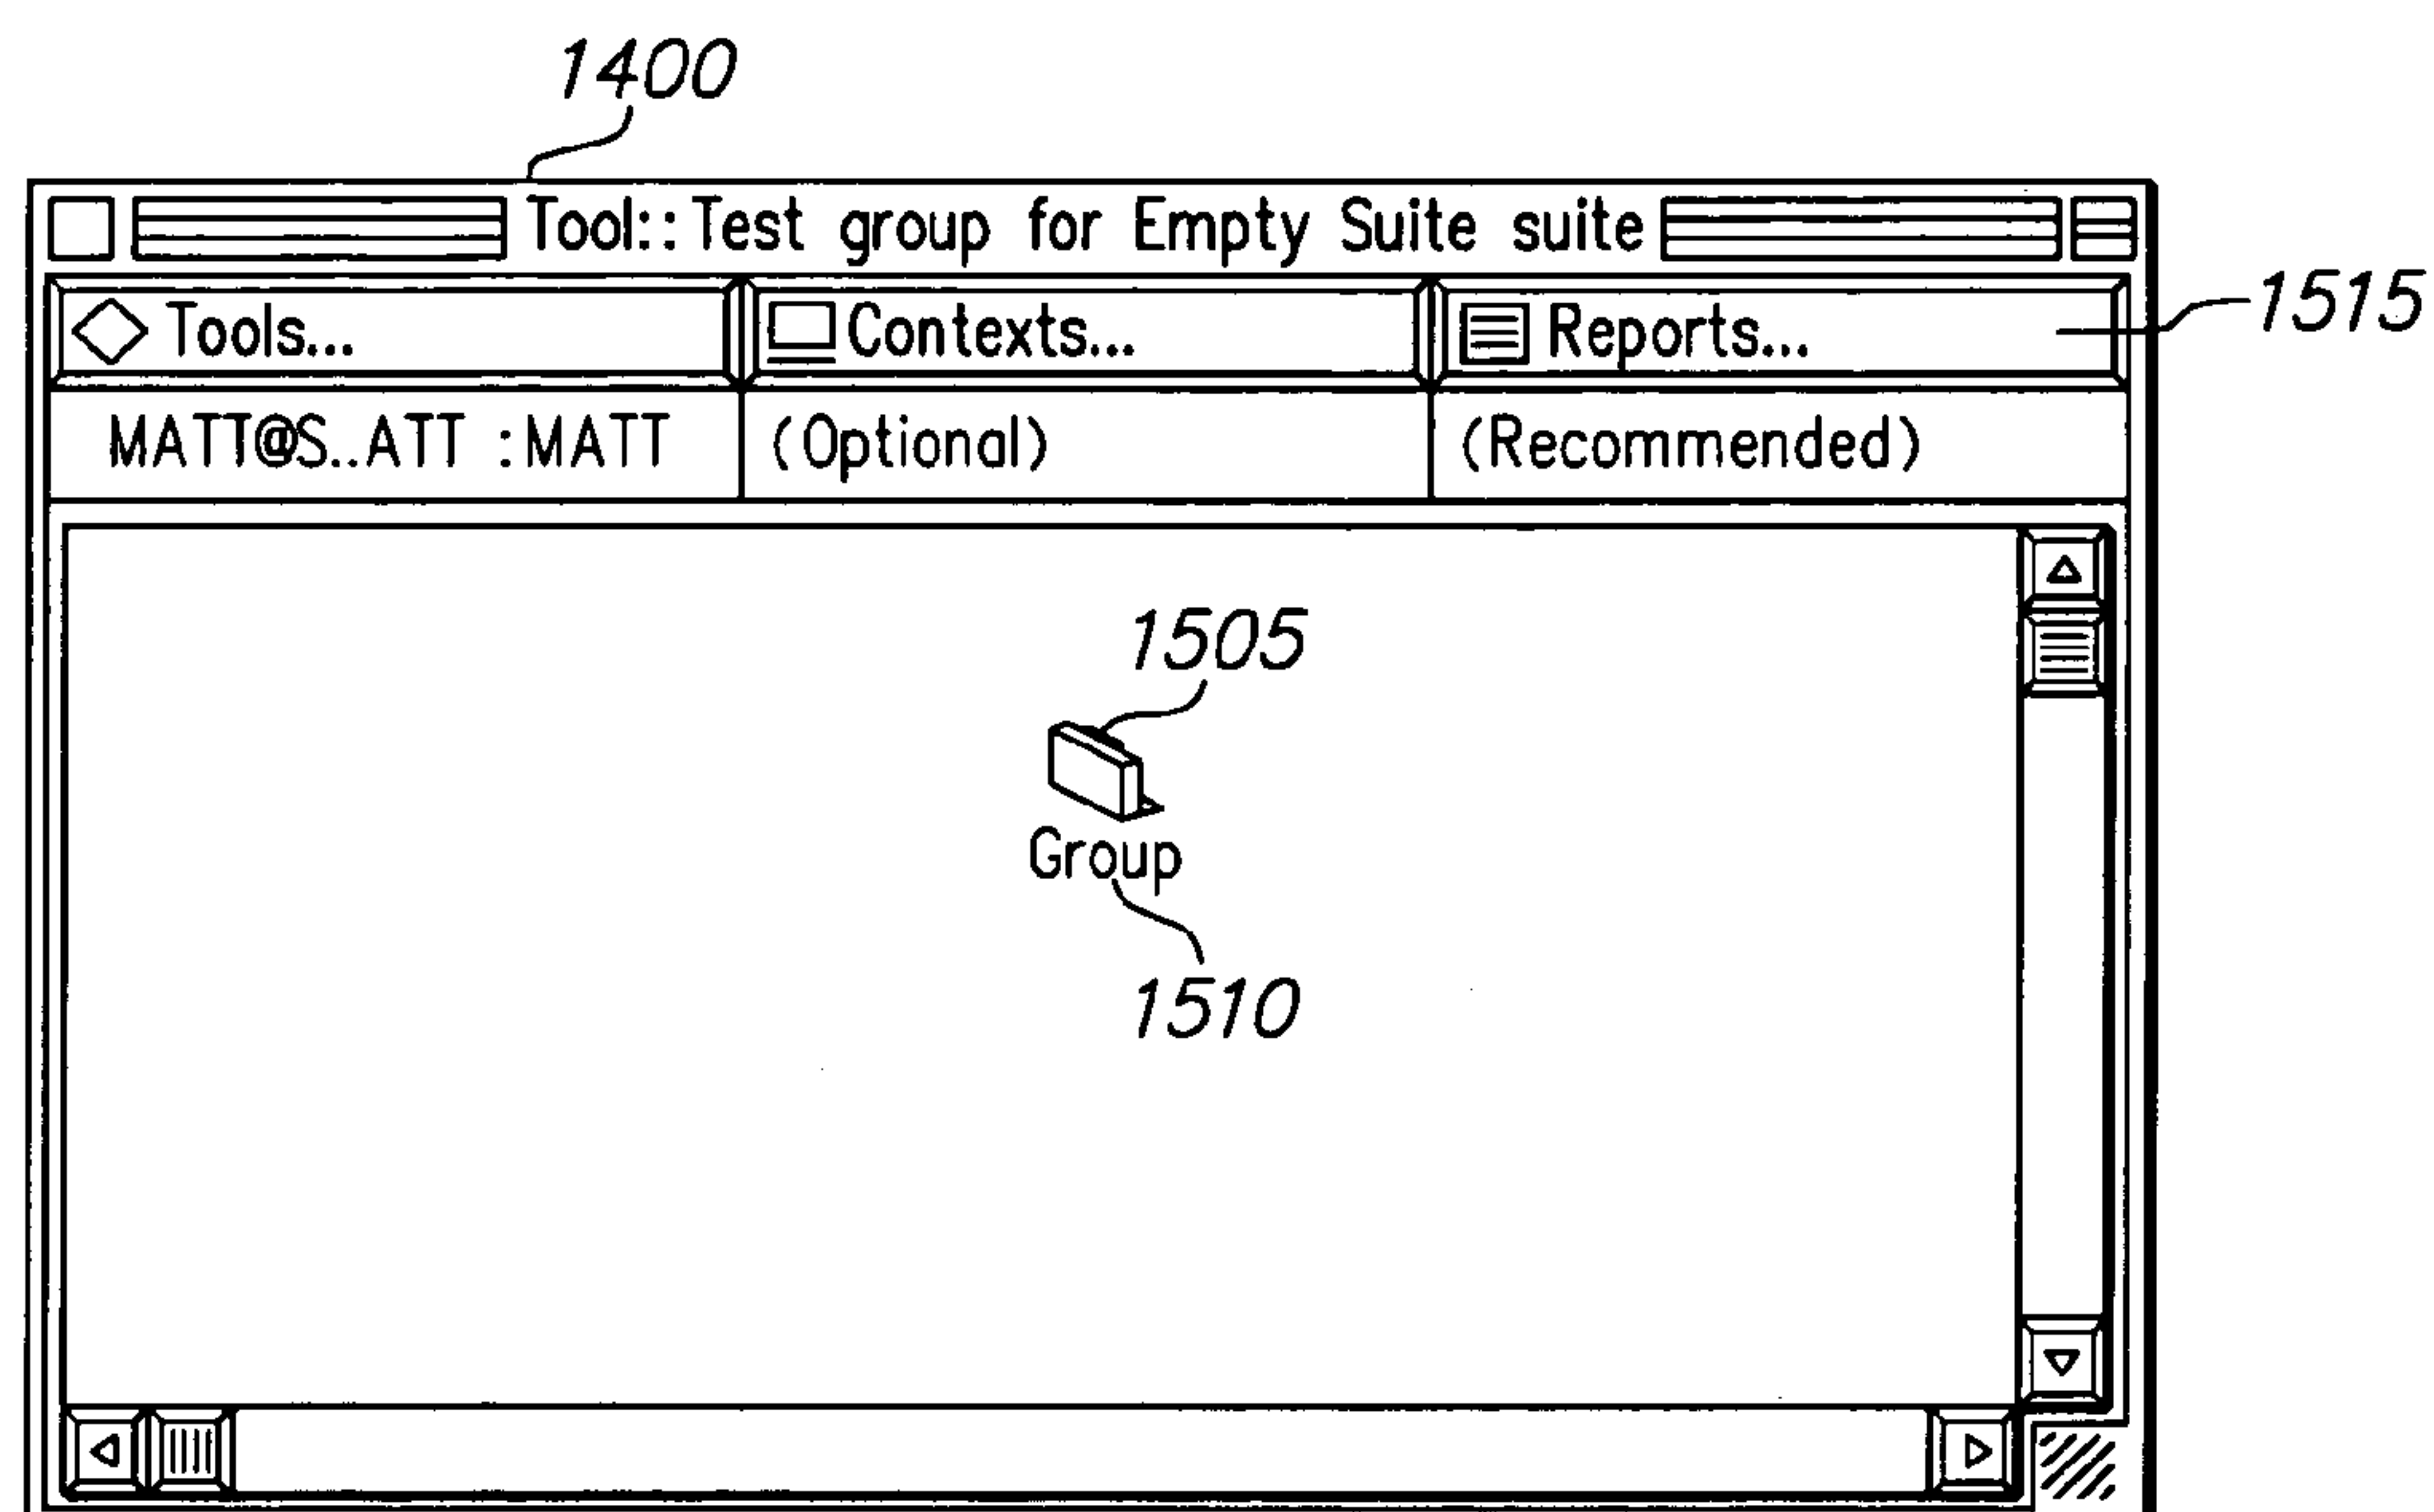 1400
Tool::Test group for Empty Suite suite
Tools... Contexts... Reports...
1515
MATT@S..ATT :MATT (Optional) (Recommended)
1505
Group
1510